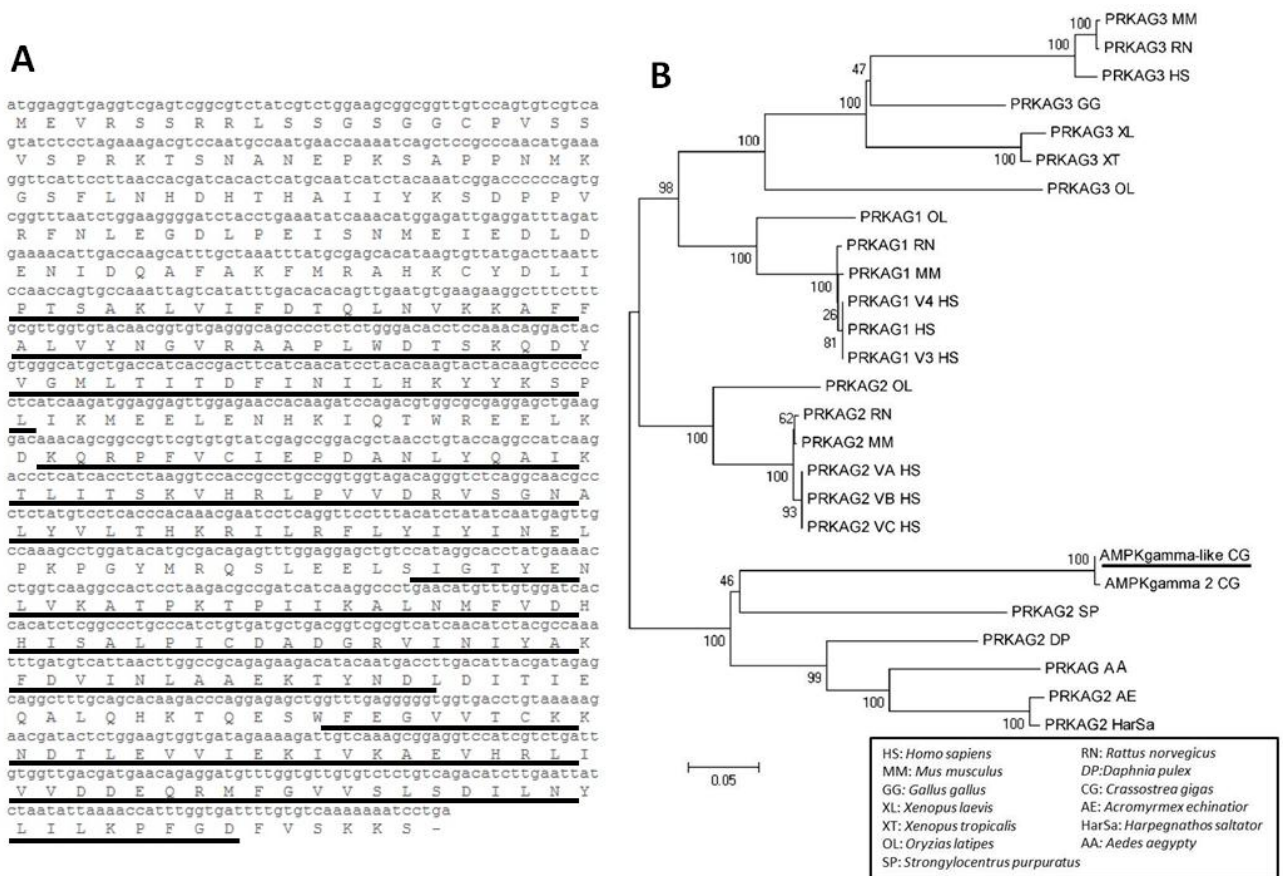 A
atggaggtgaggtcgagtcggcgtctatcgtctggaagcggcggttgtccagtgtcgtca
M E V R S S R R L S S G S G G C P V S S
gtatctcctagaaagacgtccaatgccaatgaaccaaaatcagctccgcccaacatgaaa
V S P R K T S N A N E P K S A P P N M K
ggttcattccttaaccacgatcacactcatgcaatcatctacaaatcggaccccccagtg
G S F L N H D H T H A I I Y K S D P P V
cggtttaatctggaaggggatctacctgaaatatcaaacatggagattgaggatttagat
R F N L E G D L P E I S N M E I E D L D
gaaaacattgaccaagcatttgctaaatttatgcgagcacataagtgttatgacttaatt
E N I D Q A F A K F M R A H K C Y D L I
ccaaccagtgccaaattagtcatatttgacacacagttgaatgtgaagaaggctttcttt
P T S A K L V I F D T Q L N V K K A F F
gcgttggtgtacaacggtgtgagggcagcccctctctgggacacctccaaacaggactac
A L V Y N G V R A A P L W D T S K Q D Y
gtgggcatgctgaccatcaccgacttcatcaacatcctacacaagtactacaagtccccc
V G M L T I T D F I N I L H K Y Y K S P
ctcatcaagatggaggagttggagaaccacaagatccagacgtggcgcgaggagctgaag
L I K M E E L E N H K I Q T W R E E L K
gacaaacagcggccgttcgtgtgtatcgagccggacgctaacctgtaccaggccatcaag
D K Q R P F V C I E P D A N L Y Q A I K
accctcatcacctctaaggtccaccgcctgccggtggtagacagggtctcaggcaacgcc
T L I T S K V H R L P V V D R V S G N A
ctctatgtcctcacccacaaacgaatcctcaggttcctttacatctatatcaatgagttg
L Y V L T H K R I L R F L Y I Y I N E L
ccaaagcctggatacatgcgacagagtttggaggagctgtccataggcacctatgaaaac
P K P G Y M R Q S L E E L S I G T Y E N
ctggtcaaggccactcctaagacgccgatcatcaaggccctgaacatgtttgtggatcac
L V K A T P K T P I I K A L N M F V D H
cacatctcggccctgcccatctgtgatgctgacggtcgcgtcatcaacatctacgccaaa
H I S A L P I C D A D G R V I N I Y A K
tttgatgtcattaacttggccgcagagaagacatacaatgaccttgacattacgatagag
F D V I N L A A E K T Y N D L D I T I E
caggctttgcagcacaagacccaggagagctggtttgagggggtggtgacctgtaaaaag
Q A L Q H K T Q E S W F E G V V T C K K
aacgatactctggaagtggtgatagaaaagattgtcaaagcggaggtccatcgtctgatt
N D T L E V V I E K I V K A E V H R L I
gtggttgacgatgaacagaggatgtttggtgttgtgtctctgtcagacatcttgaattat
V V D D E Q R M F G V V S L S D I L N Y
ctaatattaaaaccatttggtgattttgtgtcaaaaaaatcctga
L I L K P F G D F V S K K S -
B
100 PRKAG3 MM
100 PRKAG3 RN
PRKAG3 HS
47
100 PRKAG3 GG
PRKAG3 XL
100 PRKAG3 XT
100
PRKAG3 OL
98
PRKAG1 OL
100 PRKAG1 RN
PRKAG1 MM
100 PRKAG1 V4 HS
26 PRKAG1 HS
81 PRKAG1 V3 HS
PRKAG2 OL
62 PRKAG2 RN
100 PRKAG2 MM
100 PRKAG2 VA HS
PRKAG2 VB HS
93 PRKAG2 VC HS
100 AMPKgamma-like CG
AMPKgamma 2 CG
46
PRKAG2 SP
100 PRKAG2 DP
99 PRKAG AA
100 PRKAG2 AE
100 PRKAG2 HarSa
0.05
HS: Homo sapiens
MM: Mus musculus
GG: Gallus gallus
XL: Xenopus laevis
XT: Xenopus tropicalis
OL: Oryzias latipes
SP: Strongylocentrus purpuratus
RN: Rattus norvegicus
DP:Daphnia pulex
CG: Crassostrea gigas
AE: Acromyrmex echinatior
HarSa: Harpegnathos saltator
AA: Aedes aegypty